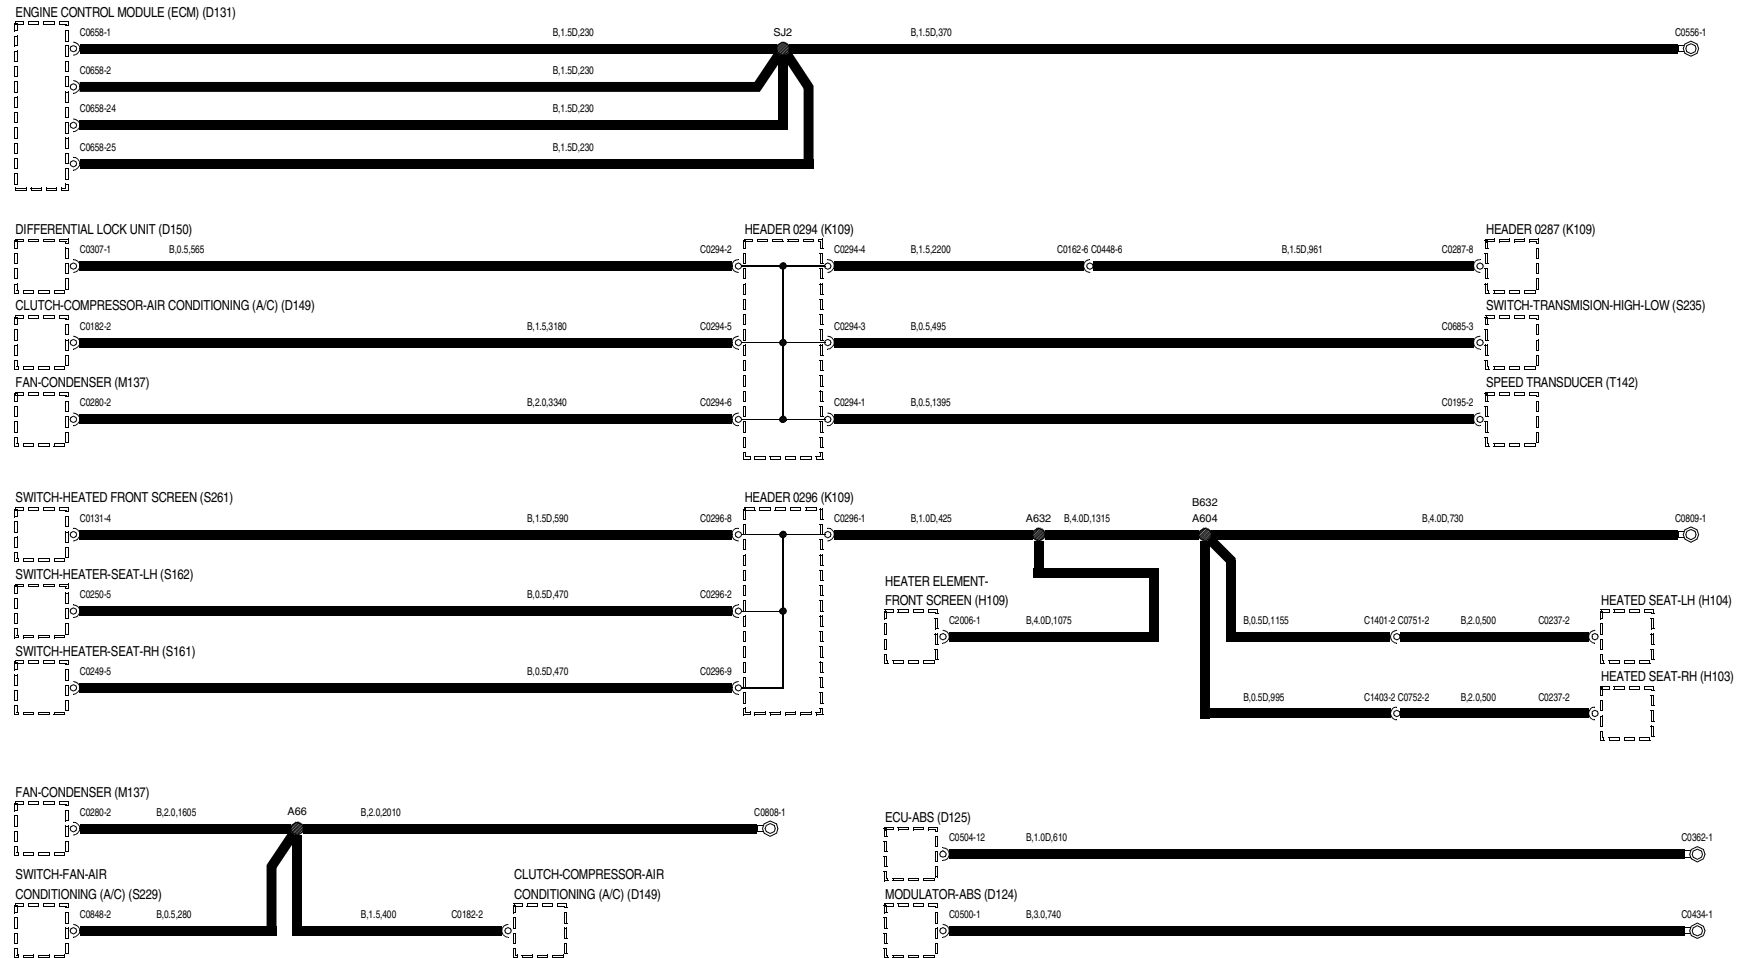 ENGINE CONTROL MODULE (ECM) (D131)
C0658-1 B,1.5D,230 SJ2 B,1.5D,370 C0556-1
C0658-2 B,1.5D,230
C0658-24 B,1.5D,230
C0658-25 B,1.5D,230
DIFFERENTIAL LOCK UNIT (D150) HEADER 0294 (K109) HEADER 0287 (K109)
C0307-1 B,0.5,565 C0294-2 C0294-4 B,1.5,2200 C0162-6 C0448-6 B,1.5D,961 C0287-8
CLUTCH-COMPRESSOR-AIR CONDITIONING (A/C) (D149) SWITCH-TRANSMISION-HIGH-LOW (S235)
C0182-2 B,1.5,3180 C0294-5 C0294-3 B,0.5,495 C0685-3
FAN-CONDENSER (M137) SPEED TRANSDUCER (T142)
C0280-2 B,2.0,3340 C0294-6 C0294-1 B,0.5,1395 C0195-2
SWITCH-HEATED FRONT SCREEN (S261) HEADER 0296 (K109) B632
C0131-4 B,1.5D,590 C0296-8 C0296-1 B,1.0D,425 A632 B,4.0D,1315 A604 B,4.0D,730 C0809-1
SWITCH-HEATER-SEAT-LH (S162) HEATER ELEMENT-
C0250-5 B,0.5D,470 C0296-2 FRONT SCREEN (H109) HEATED SEAT-LH (H104)
C2006-1 B,4.0D,1075 B,0.5D,1155 C1401-2 C0751-2 B,2.0,500 C0237-2
SWITCH-HEATER-SEAT-RH (S161) HEATED SEAT-RH (H103)
C0249-5 B,0.5D,470 C0296-9
B,0.5D,995 C1403-2 C0752-2 B,2.0,500 C0237-2
FAN-CONDENSER (M137)
C0280-2 B,2.0,1605 A66 B,2.0,2010 C0808-1
ECU-ABS (D125)
C0504-12 B,1.0D,610 C0362-1
SWITCH-FAN-AIR CLUTCH-COMPRESSOR-AIR
CONDITIONING (A/C) (S229) CONDITIONING (A/C) (D149) MODULATOR-ABS (D124)
C0848-2 B,0.5,280 B,1.5,400 C0182-2 C0500-1 B,3.0,740 C0434-1